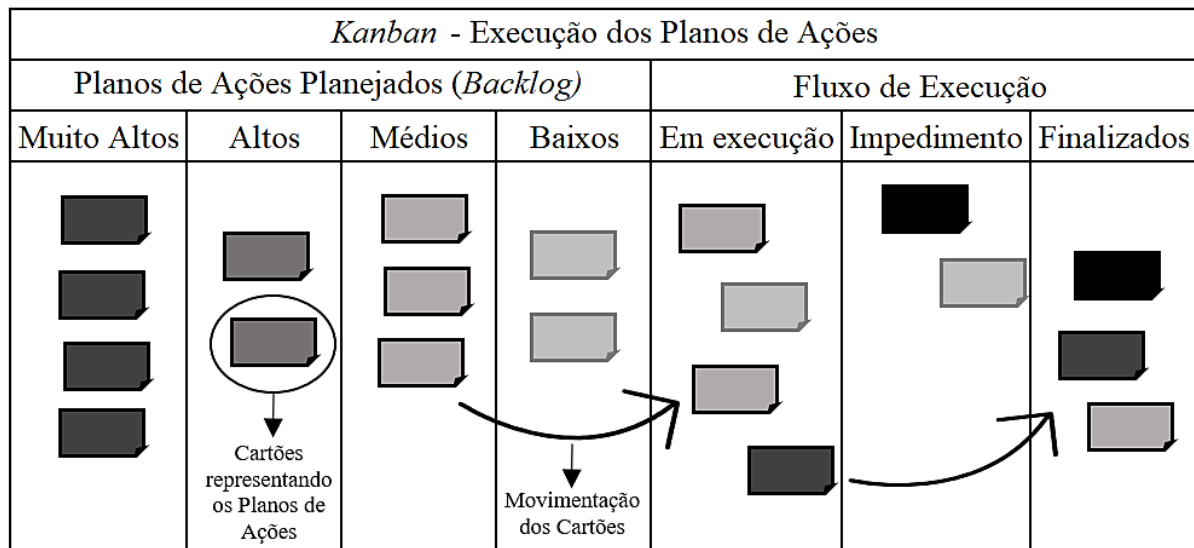 Kanban - Execução dos Planos de Ações
Planos de Ações Planejados (Backlog)
Fluxo de Execução
Muito Altos
Altos
Médios
Baixos
Em execução
Impedimento
Finalizados
Cartões
representando
os Planos de
Ações
Movimentação
dos Cartões